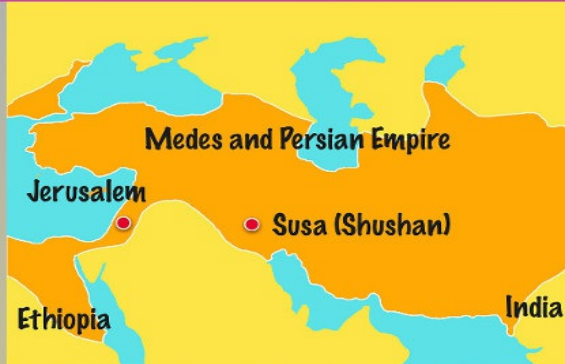 Medes and Persian Empire
Jerusalem
Susa (Shushan)
India
Ethiopia